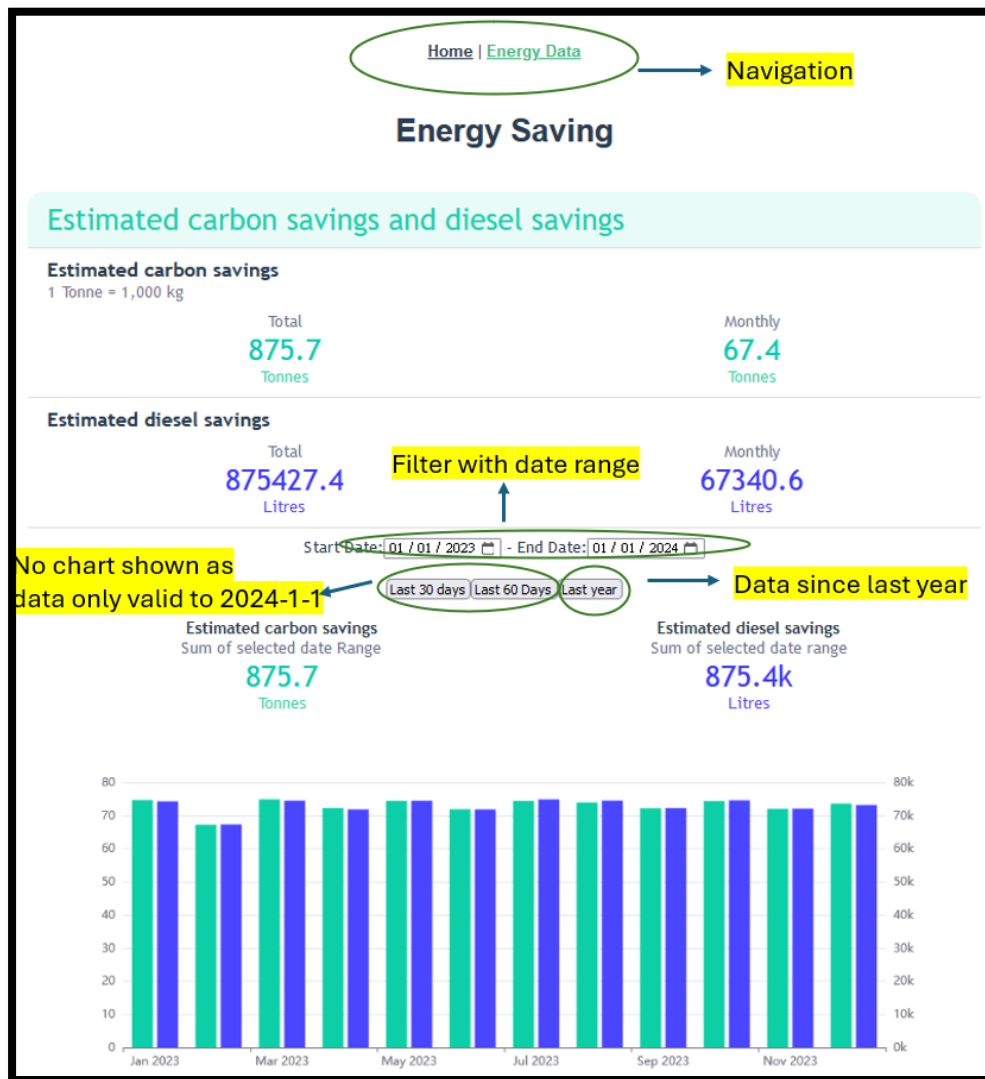 Home | Energy Data
Navigation
Energy Saving
Estimated carbon savings and diesel savings
Estimated carbon savings
1 Tonne = 1,000 kg
Total
875.7
Tonnes
Monthly
67.4
Tonnes
Estimated diesel savings
Total
875427.4
Litres
Monthly
67340.6
Litres
Filter with date range
Start Date: 01 / 01 / 2023 - End Date: 01 / 01 / 2024
No chart shown as
data only valid to 2024-1-1
Last 30 days Last 60 Days Last year
Data since last year
Estimated carbon savings
Sum of selected date Range
875.7
Tonnes
Estimated diesel savings
Sum of selected date range
875.4k
Litres
80 80k
70 70k
60 60k
50 50k
40 40k
30 30k
20 20k
10 10k
0 0k
Jan 2023 Mar 2023 May 2023 Jul 2023 Sep 2023 Nov 2023